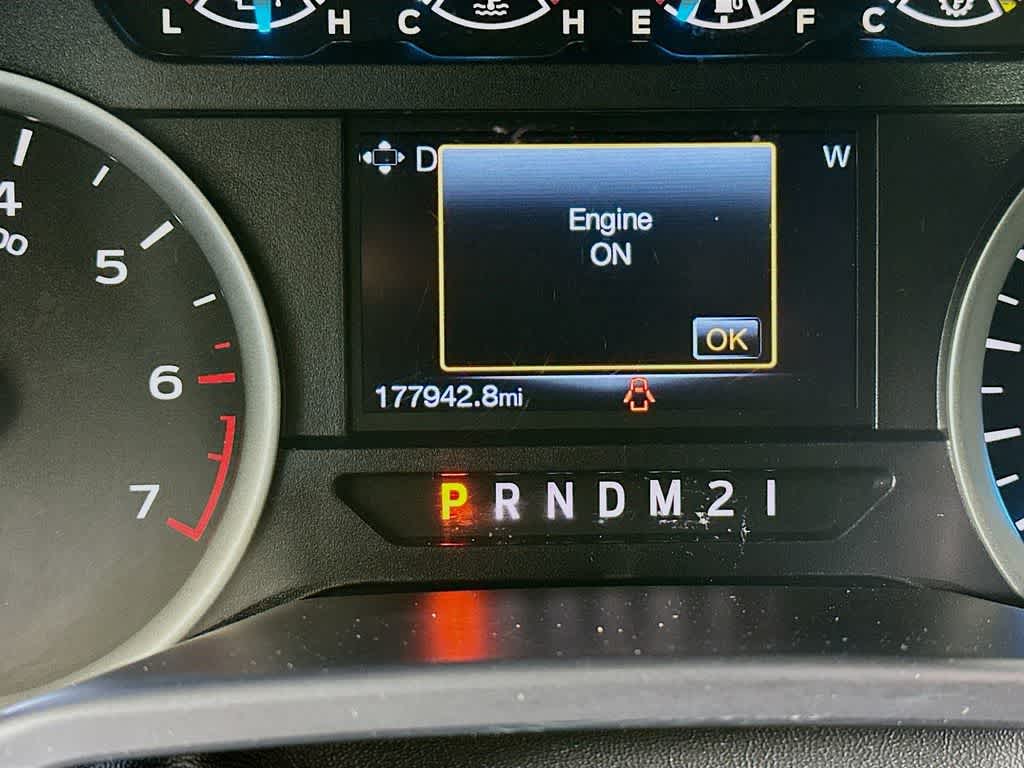 L H C H E F C
F
D
W
Engine
ON
OK
177942.8mi
4
5
6
7
P R N D M 2 1